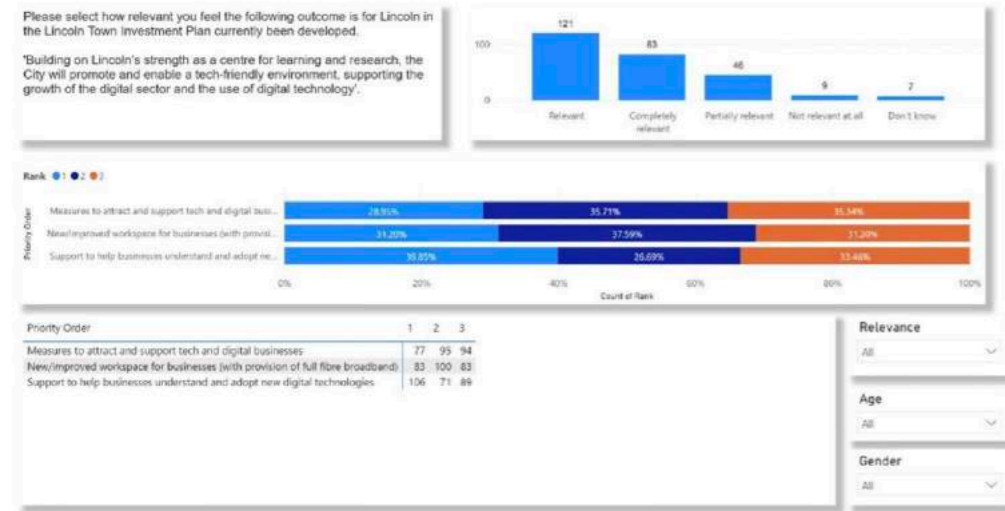 Please select how relevant you feel the following outcome is for Lincoln in
the Lincoln Town Investment Plan currently been developed.
'Building on Lincoln's strength as a centre for learning and research, the
City will promote and enable a tech-friendly environment, supporting the
growth of the digital sector and the use of digital technology'.
100
0
121
83
46
9
7
Relevant
Completely relevant
Partially relevant
Not relevant at all
Don't know
Rank 1 2 3
Priority Order
Measures to attract and support tech and digital busi...
28.95% 35.71% 35.34%
New/improved workspace for businesses (with provisi...
31.20% 37.59% 31.20%
Support to help businesses understand and adopt ne...
39.85% 26.69% 33.46%
0% 20% 40% 60% 80% 100%
Count of Rank
Priority Order 1 2 3
Measures to attract and support tech and digital businesses 77 95 94
New/improved workspace for businesses (with provision of full fibre broadband) 83 100 83
Support to help businesses understand and adopt new digital technologies 106 71 89
Relevance
All
Age
All
Gender
All